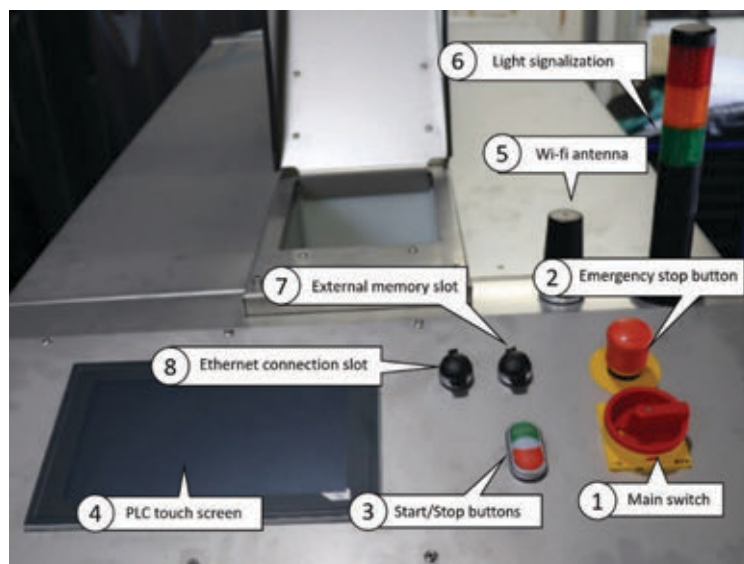 6 Light signalization
5 Wi-fi antenna
2 Emergency stop button
7 External memory slot
8 Ethernet connection slot
4 PLC touch screen
3 Start/Stop buttons
1 Main switch